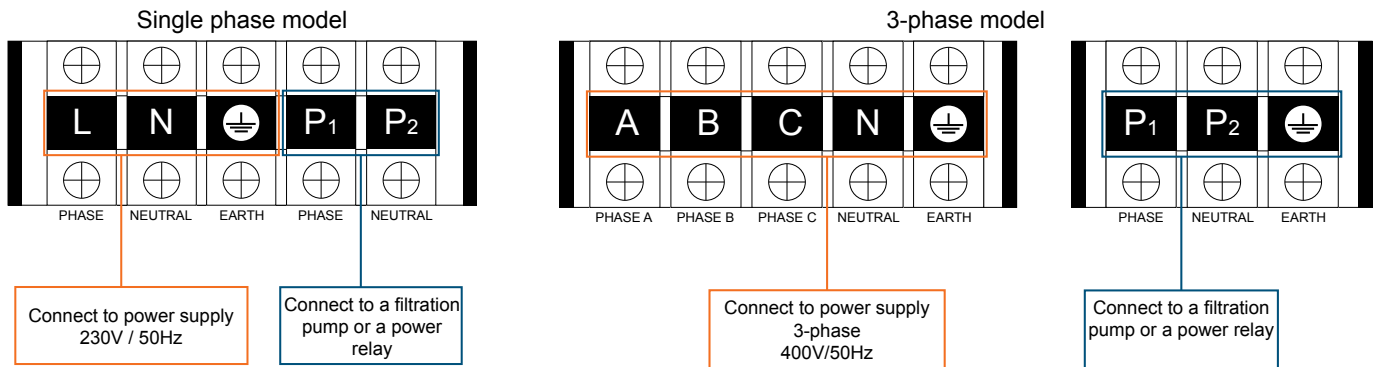 Single phase model
L N P1 P2
PHASE NEUTRAL EARTH PHASE NEUTRAL
Connect to power supply
230V / 50Hz
Connect to a filtration
pump or a power
relay
3-phase model
A B C N
PHASE A PHASE B PHASE C NEUTRAL EARTH
Connect to power supply
3-phase
400V/50Hz
P1 P2
PHASE NEUTRAL EARTH
Connect to a filtration
pump or a power relay